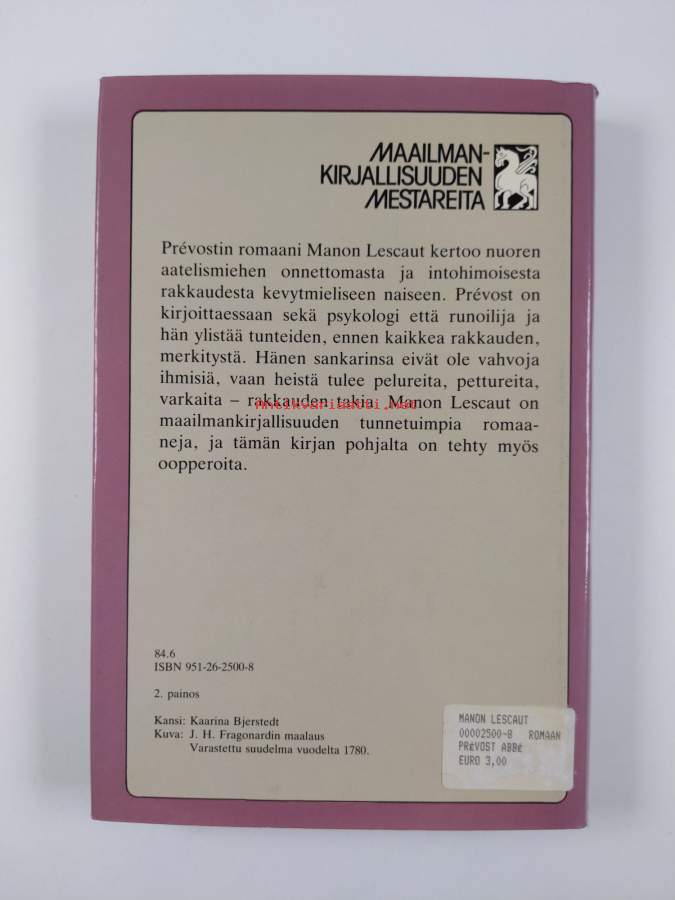 MAAILMAN-
KIRJALLISUUDEN
MESTAREITA
Prévostin romaani Manon Lescaut kertoo nuoren
aatelismiehen onnettomasta ja intohimoisesta
rakkaudesta kevytmieliseen naiseen. Prévost on
kirjoittaessaan sekä psykologi että runoilija ja
hän ylistää tunteiden, ennen kaikkea rakkauden,
merkitystä. Hänen sankarinsa eivät ole vahvoja
ihmisiä, vaan heistä tulee pelureita, pettureita,
varkaita – rakkauden takia. Manon Lescaut on
Antikvariaatti.net
maailmankirjallisuuden tunnetuimpia romaa-
neja, ja tämän kirjan pohjalta on tehty myös
oopperoita.
84.6
ISBN 951-26-2500-8
2. painos
Kansi: Kaarina Bjerstedt
Kuva: J. H. Fragonardin maalaus
Varastettu suudelma vuodelta 1780.
MANON LESCAUT
00002500-8 ROMAAN
PRéVOST ABBé
EURO 3,00